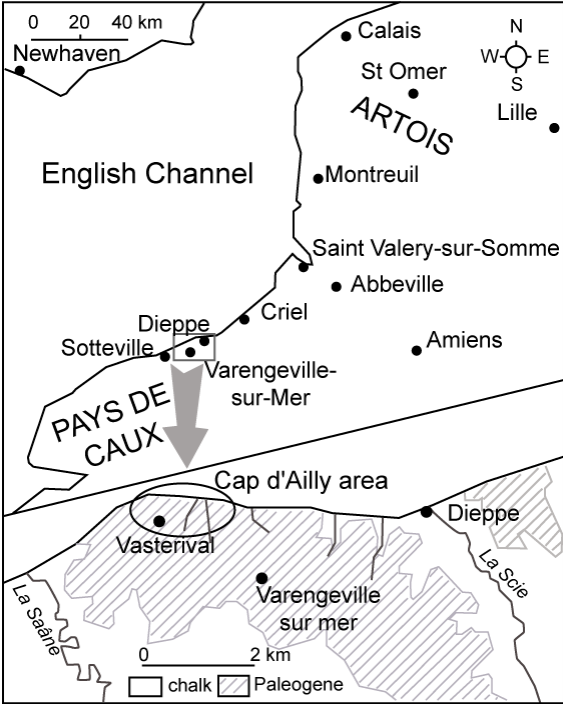 0 20 40 km
Newhaven
Calais
N
W E
S
St Omer
Lille
ARTOIS
English Channel
Montreuil
Saint Valery-sur-Somme
Abbeville
Criel
Dieppe
Sotteville
Amiens
Varengeville-
sur-Mer
PAYS DE
CAUX
Cap d'Ailly area
Dieppe
Vasterival
La Scie
La Saâne
Varengeville
sur mer
0 2 km
chalk Paleogene